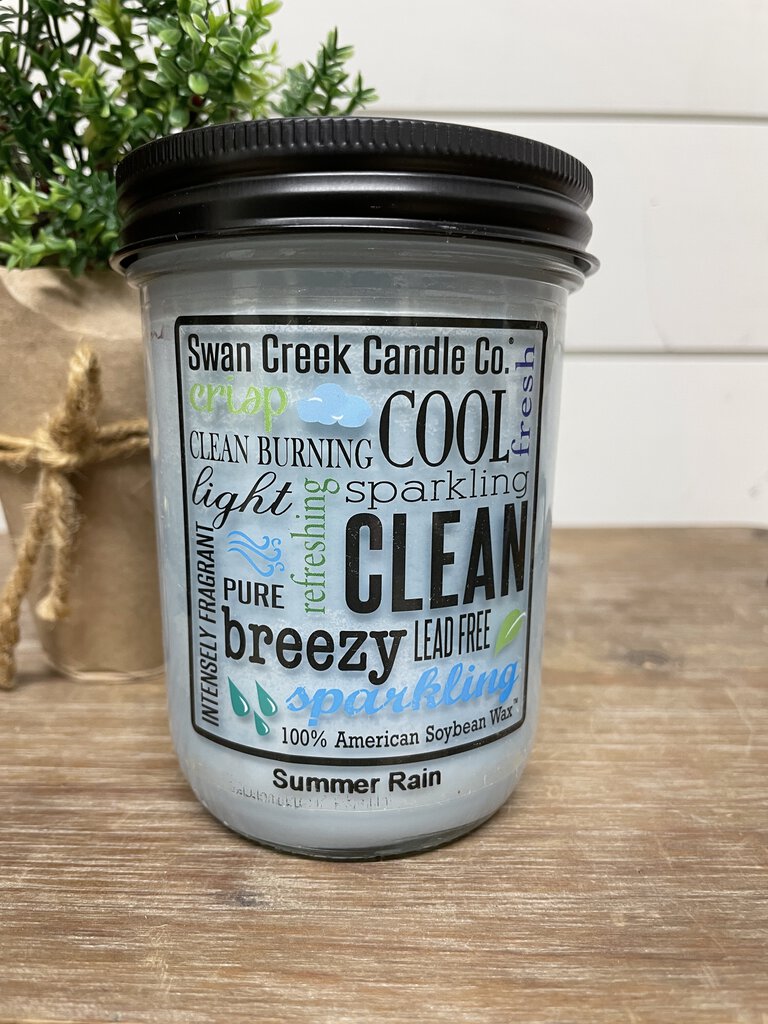 Swan Creek Candle Co.®
crisp
COOL
fresh
CLEAN BURNING
light
refreshing
sparkling
CLEAN
INTENSELY FRAGRANT
PURE
breezy
LEAD FREE
sparkling
100% American Soybean Wax™
Summer Rain